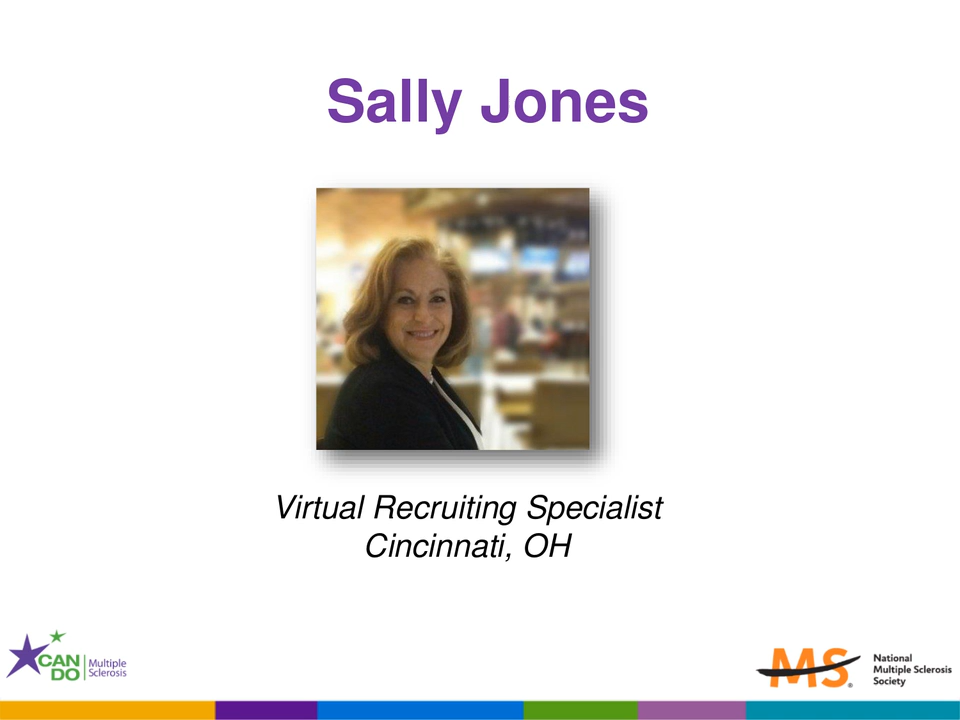 Sally Jones
Virtual Recruiting Specialist
Cincinnati, OH
CAN DO
Multiple
Sclerosis
MS®
National
Multiple Sclerosis
Society